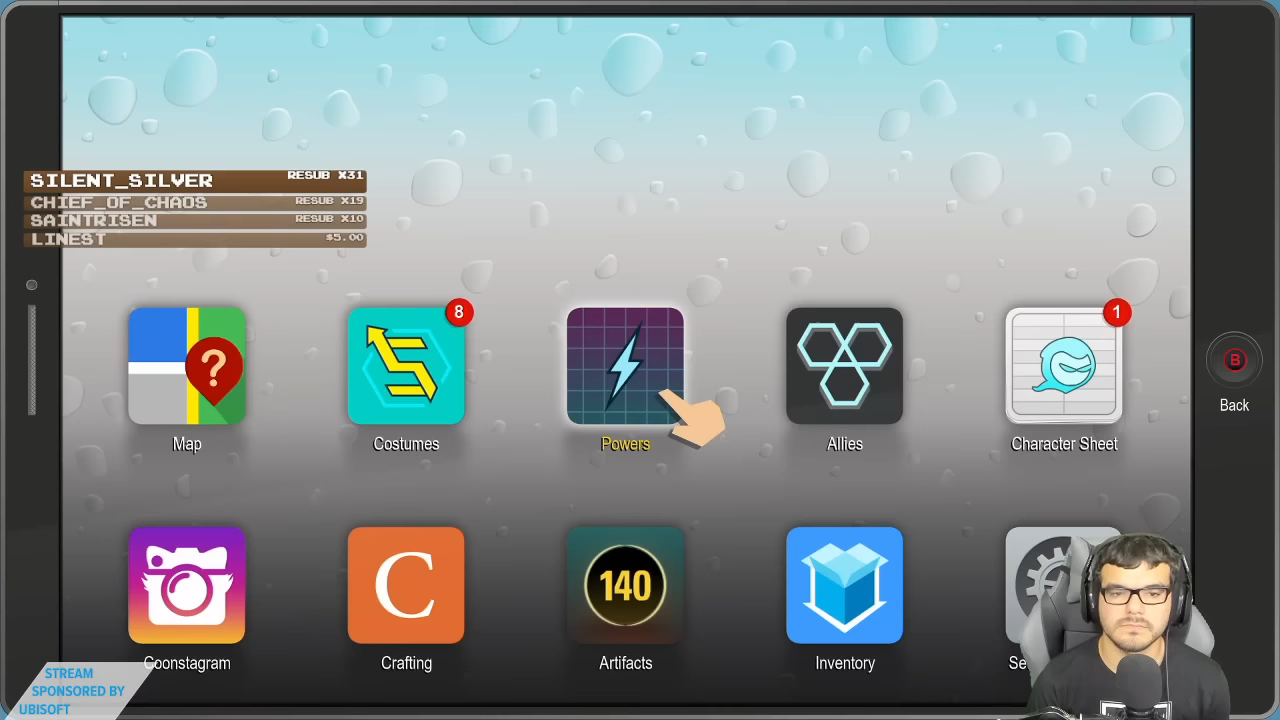 SILENT_SILVER RESUB X31
CHIEF_OF_CHAOS RESUB X19
SAINTRISEN RESUB X10
LINEST $5.00
8
1
?
Map
Costumes
Powers
Allies
Character Sheet
B
Back
C
140
Coonstagram
Crafting
Artifacts
Inventory
Se
STREAM
SPONSORED BY
UBISOFT